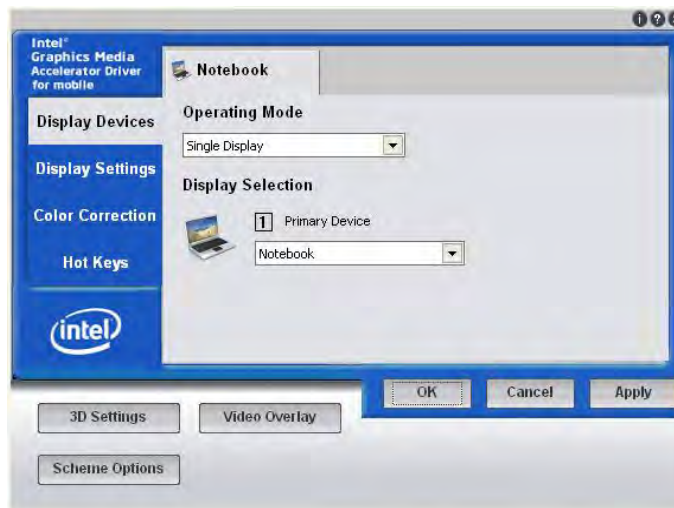 Intel®
Graphics Media
Accelerator Driver
for mobile
Notebook
Display Devices
Display Settings
Color Correction
Hot Keys
intel
Operating Mode
Single Display
Display Selection
1 Primary Device
Notebook
OK Cancel Apply
3D Settings Video Overlay
Scheme Options